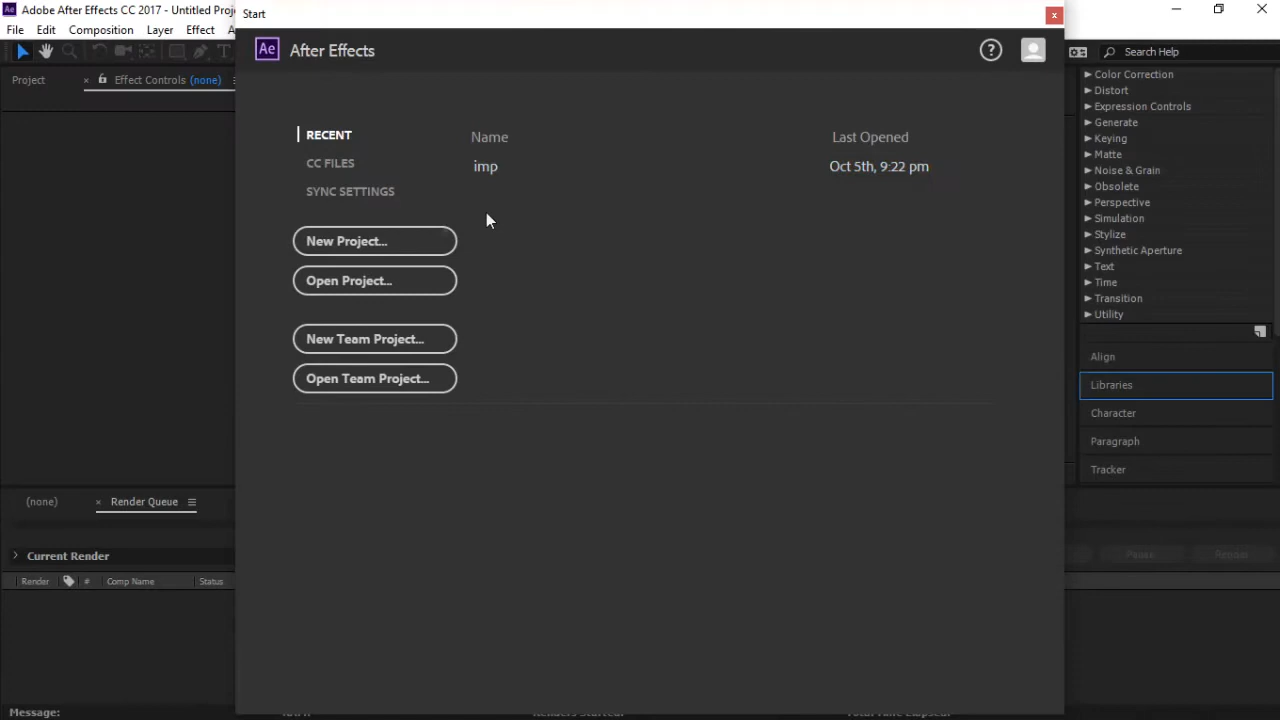 Ae Adobe After Effects CC 2017 - Untitled Proj
Start
x
File Edit Composition Layer Effect
Ae After Effects
?
Search Help
Project × Effect Controls (none)
RECENT
CC FILES
SYNC SETTINGS
Name
Last Opened
imp
Oct 5th, 9:22 pm
New Project...
Open Project...
New Team Project...
Open Team Project...
Color Correction
Distort
Expression Controls
Generate
Keying
Matte
Noise & Grain
Obsolete
Perspective
Simulation
Stylize
Synthetic Aperture
Text
Time
Transition
Utility
Align
Libraries
Character
Paragraph
Tracker
(none) × Render Queue
Current Render
Pause Render
Render # Comp Name Status
Message: